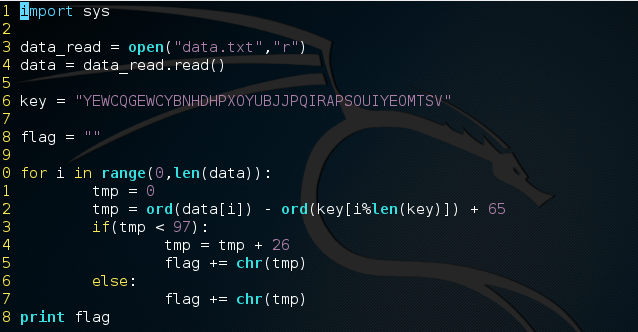 1 import sys
2
3 data_read = open("data.txt","r")
4 data = data_read.read()
5
6 key = "YEWCQGEWCYBNHDHPXOYUBJJPQIRAPSOUIYEOMTSV"
7
8 flag = ""
9
0 for i in range(0,len(data)):
1         tmp = 0
2         tmp = ord(data[i]) - ord(key[i%len(key)]) + 65
3         if(tmp < 97):
4                 tmp = tmp + 26
5                 flag += chr(tmp)
6         else:
7                 flag += chr(tmp)
8 print flag